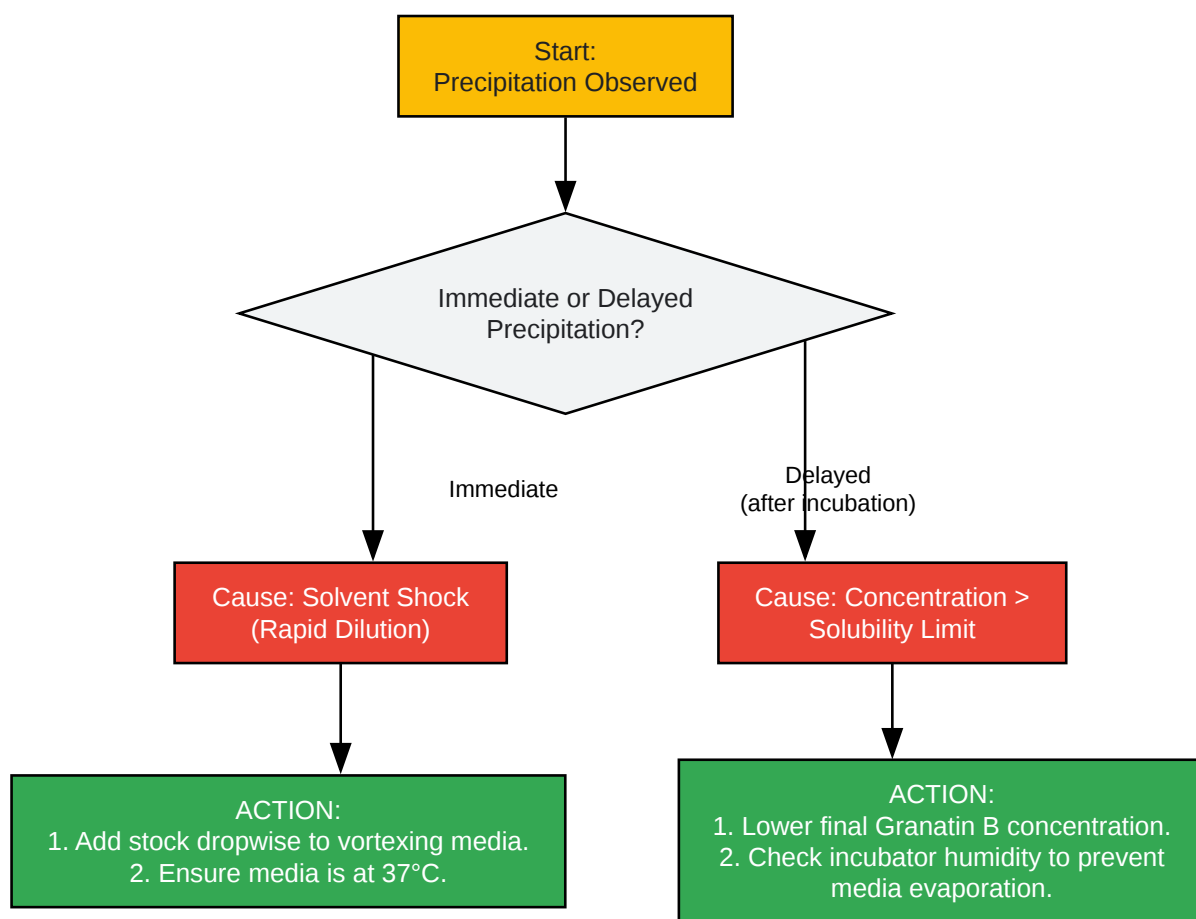 Start:
Precipitation Observed
Immediate or Delayed
Precipitation?
Immediate
Delayed
(after incubation)
Cause: Solvent Shock
(Rapid Dilution)
Cause: Concentration >
Solubility Limit
ACTION:
1. Add stock dropwise to vortexing media.
2. Ensure media is at 37°C.
ACTION:
1. Lower final Granatin B concentration.
2. Check incubator humidity to prevent
media evaporation.